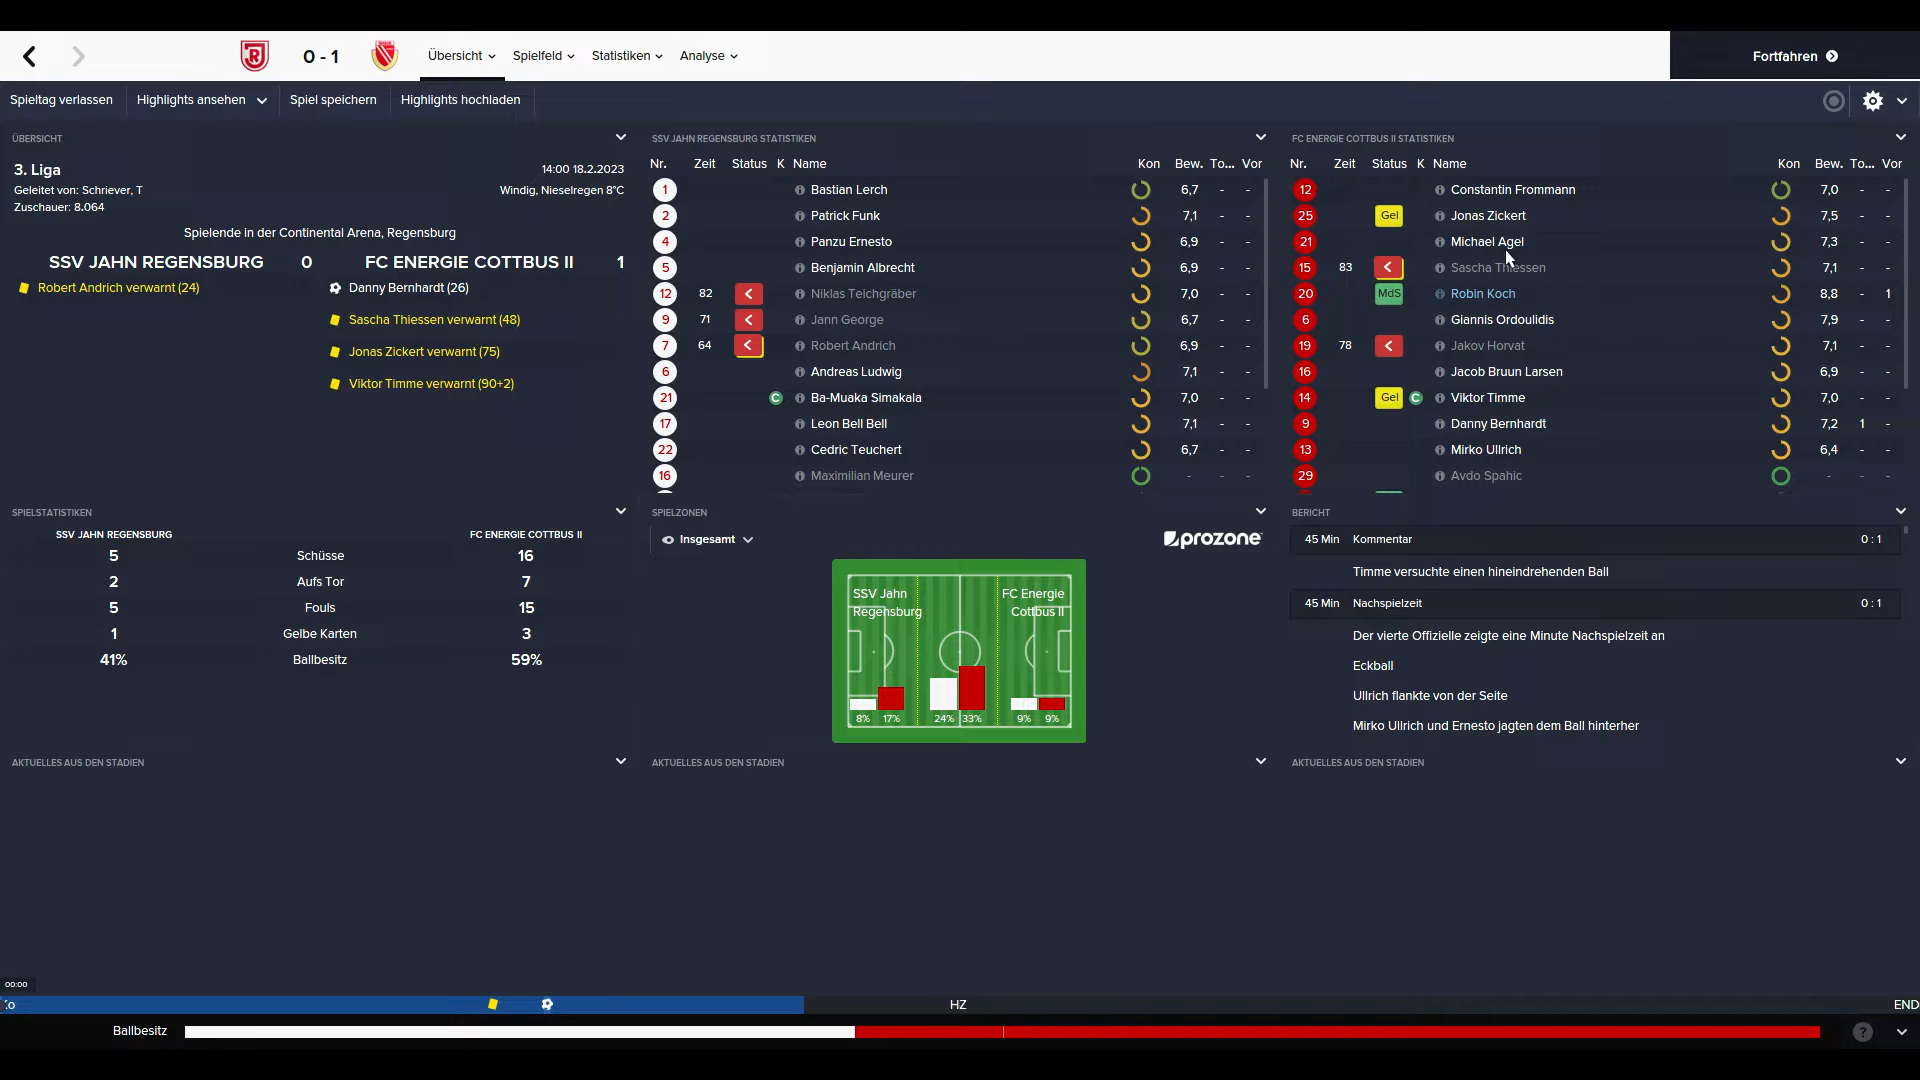 0 - 1
Übersicht
Spielfeld
Statistiken
Analyse
Fortfahren
Spieltag verlassen
Highlights ansehen
Spiel speichern
Highlights hochladen
ÜBERSICHT
3. Liga
14:00 18.2.2023
Geleitet von: Schriever, T
Windig, Nieselregen 8°C
Zuschauer: 8.064
Spielende in der Continental Arena, Regensburg
SSV JAHN REGENSBURG 0
FC ENERGIE COTTBUS II 1
Robert Andrich verwarnt (24)
Danny Bernhardt (26)
Sascha Thiessen verwarnt (48)
Jonas Zickert verwarnt (75)
Viktor Timme verwarnt (90+2)
SSV JAHN REGENSBURG STATISTIKEN
Nr. Zeit Status K Name Kon Bew. To... Vor
1 Bastian Lerch 6,7 - -
2 Patrick Funk 7,1 - -
4 Panzu Ernesto 6,9 - -
5 Benjamin Albrecht 6,9 - -
12 82 Niklas Teichgräber 7,0 - -
9 71 Jann George 6,7 - -
7 64 Robert Andrich 6,9 - -
6 Andreas Ludwig 7,1 - -
21 C Ba-Muaka Simakala 7,0 - -
17 Leon Bell Bell 7,1 - -
22 Cedric Teuchert 6,7 - -
16 Maximilian Meurer - - -
FC ENERGIE COTTBUS II STATISTIKEN
Nr. Zeit Status K Name Kon Bew. To... Vor
12 Constantin Frommann 7,0 - -
25 Gel Jonas Zickert 7,5 - -
21 Michael Agel 7,3 - -
15 83 Sascha Thiessen 7,1 - -
20 MdS Robin Koch 8,8 - 1
6 Giannis Ordoulidis 7,9 - -
19 78 Jakov Horvat 7,1 - -
16 Jacob Bruun Larsen 6,9 - -
14 Gel C Viktor Timme 7,0 - -
9 Danny Bernhardt 7,2 1 -
13 Mirko Ullrich 6,4 - -
29 Avdo Spahic - - -
SPIELSTATISTIKEN
SSV JAHN REGENSBURG
FC ENERGIE COTTBUS II
5 Schüsse 16
2 Aufs Tor 7
5 Fouls 15
1 Gelbe Karten 3
41% Ballbesitz 59%
SPIELZONEN
Insgesamt
prozone
SSV Jahn
Regensburg
FC Energie
Cottbus II
8% 17% 24% 33% 9% 9%
BERICHT
45 Min Kommentar 0 : 1
Timme versuchte einen hineindrehenden Ball
45 Min Nachspielzeit 0 : 1
Der vierte Offizielle zeigte eine Minute Nachspielzeit an
Eckball
Ullrich flankte von der Seite
Mirko Ullrich und Ernesto jagten dem Ball hinterher
AKTUELLES AUS DEN STADIEN
AKTUELLES AUS DEN STADIEN
AKTUELLES AUS DEN STADIEN
00:00
HZ
END
Ballbesitz
?